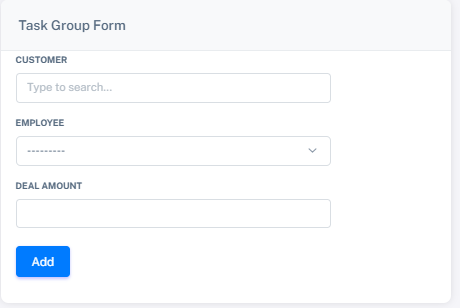 Task Group Form
CUSTOMER
Type to search...
EMPLOYEE
---------
DEAL AMOUNT
Add